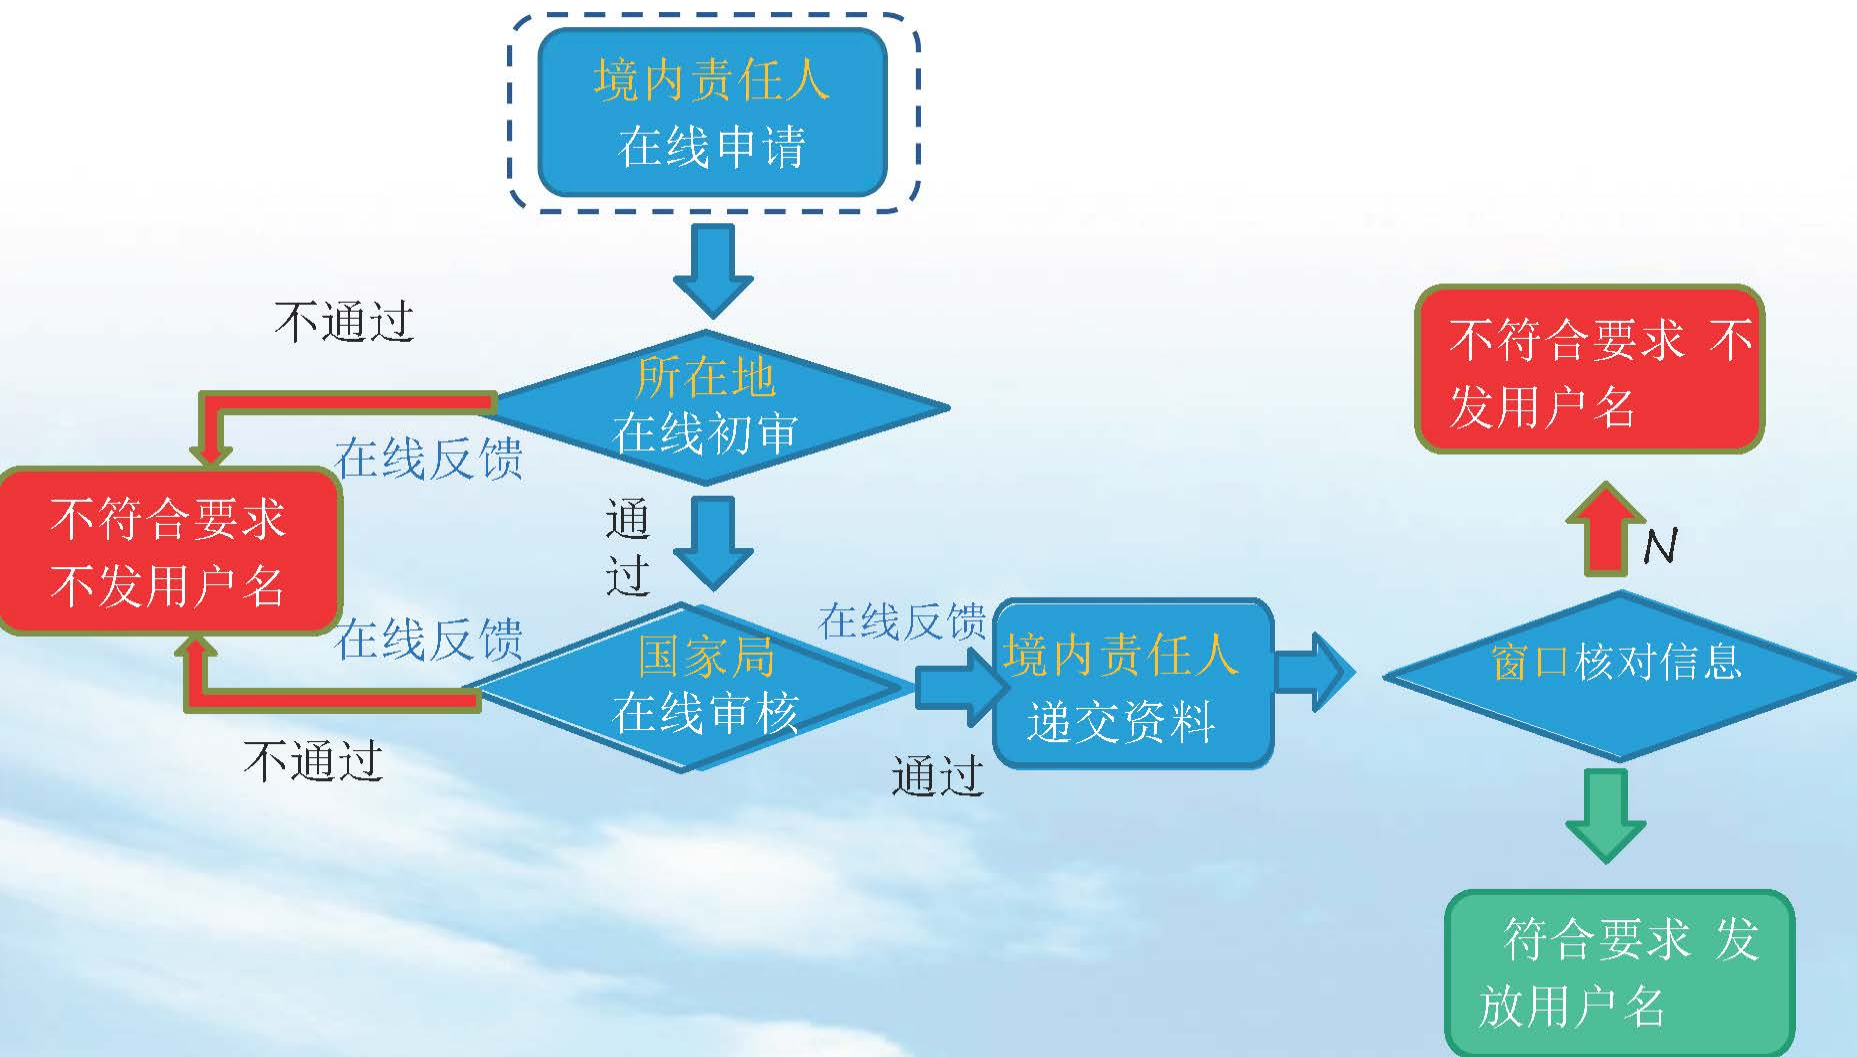 境内责任人
在线申请
不通过
所在地
在线初审
在线反馈
不符合要求 不
发用户名
不符合要求
不发用户名
通
过
N
在线反馈
国家局
在线审核
在线反馈
境内责任人
递交资料
窗口核对信息
不通过
通过
符合要求 发
放用户名